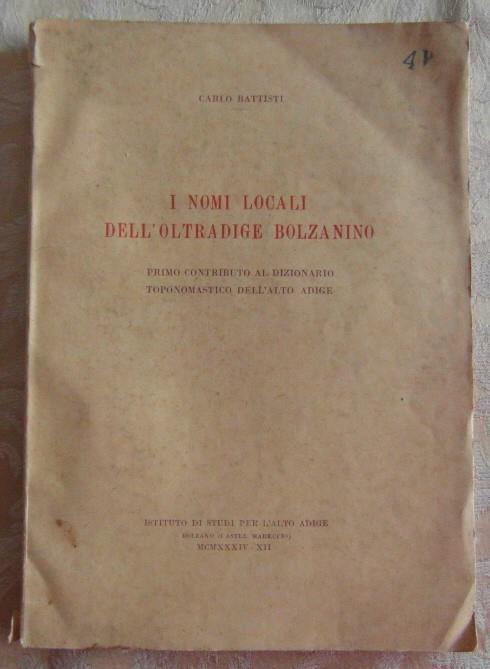 CARLO BATTISTI
I NOMI LOCALI
DELL'OLTRADIGE BOLZANINO
PRIMO CONTRIBUTO AL DIZIONARIO
TOPONOMASTICO DELL'ALTO ADIGE
ISTITUTO DI STUDI PER L'ALTO ADIGE
BOLZANO (CASTEL MARECCIO)
MCMXXXIV - XII